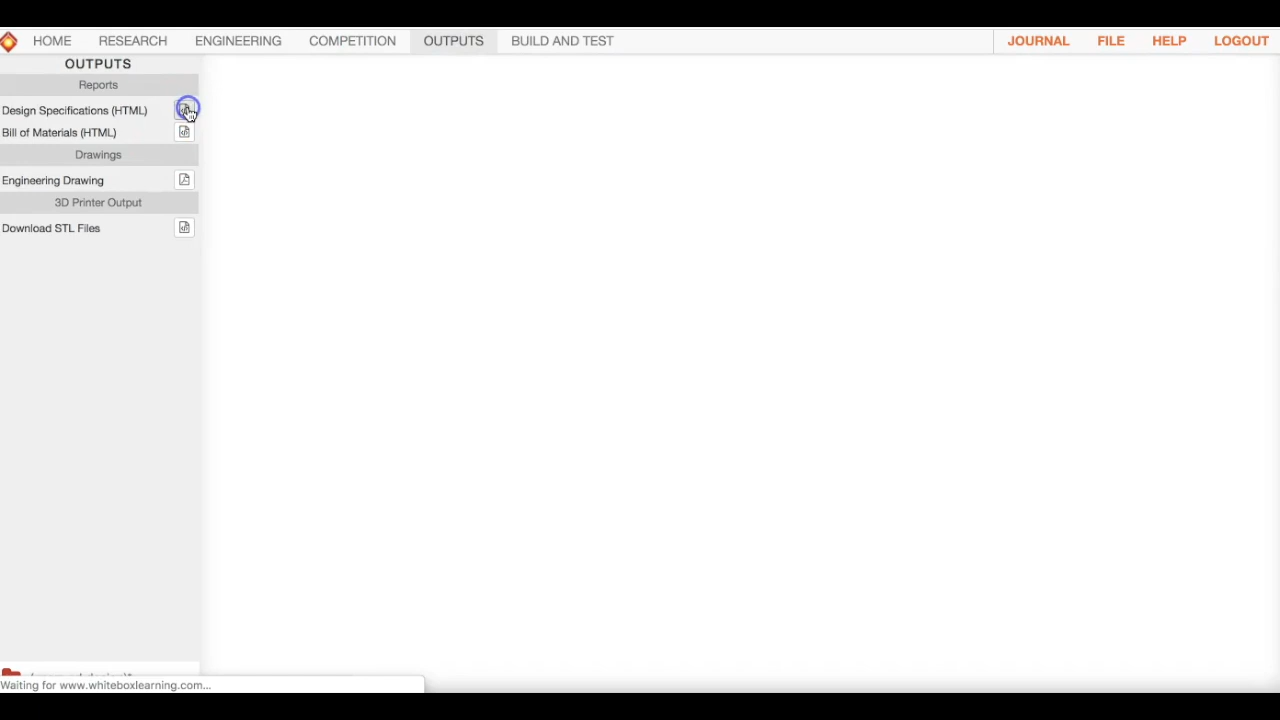 HOME RESEARCH ENGINEERING COMPETITION OUTPUTS BUILD AND TEST JOURNAL FILE HELP LOGOUT
OUTPUTS
Reports
Design Specifications (HTML)
Bill of Materials (HTML)
Drawings
Engineering Drawing
3D Printer Output
Download STL Files
Waiting for www.whiteboxlearning.com...